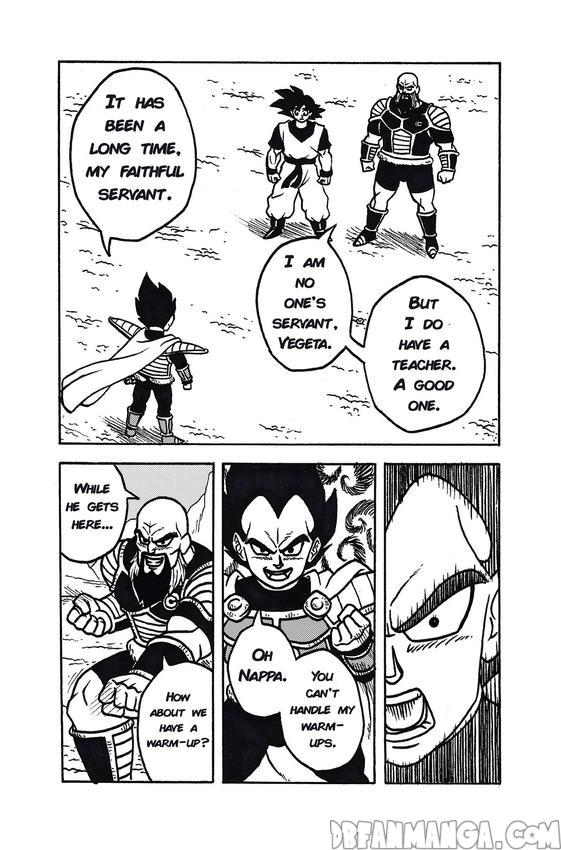 It has
been a
long time,
my faithful
servant.
I am
no
one's
servant,
Vegeta.
But
I do
have a
teacher.
A good
one.
While
he gets
here...
How
about we
have a
warm-up?
Oh
Nappa.
You
can't
handle my
warm-
ups.
DBFANMANGA.COM